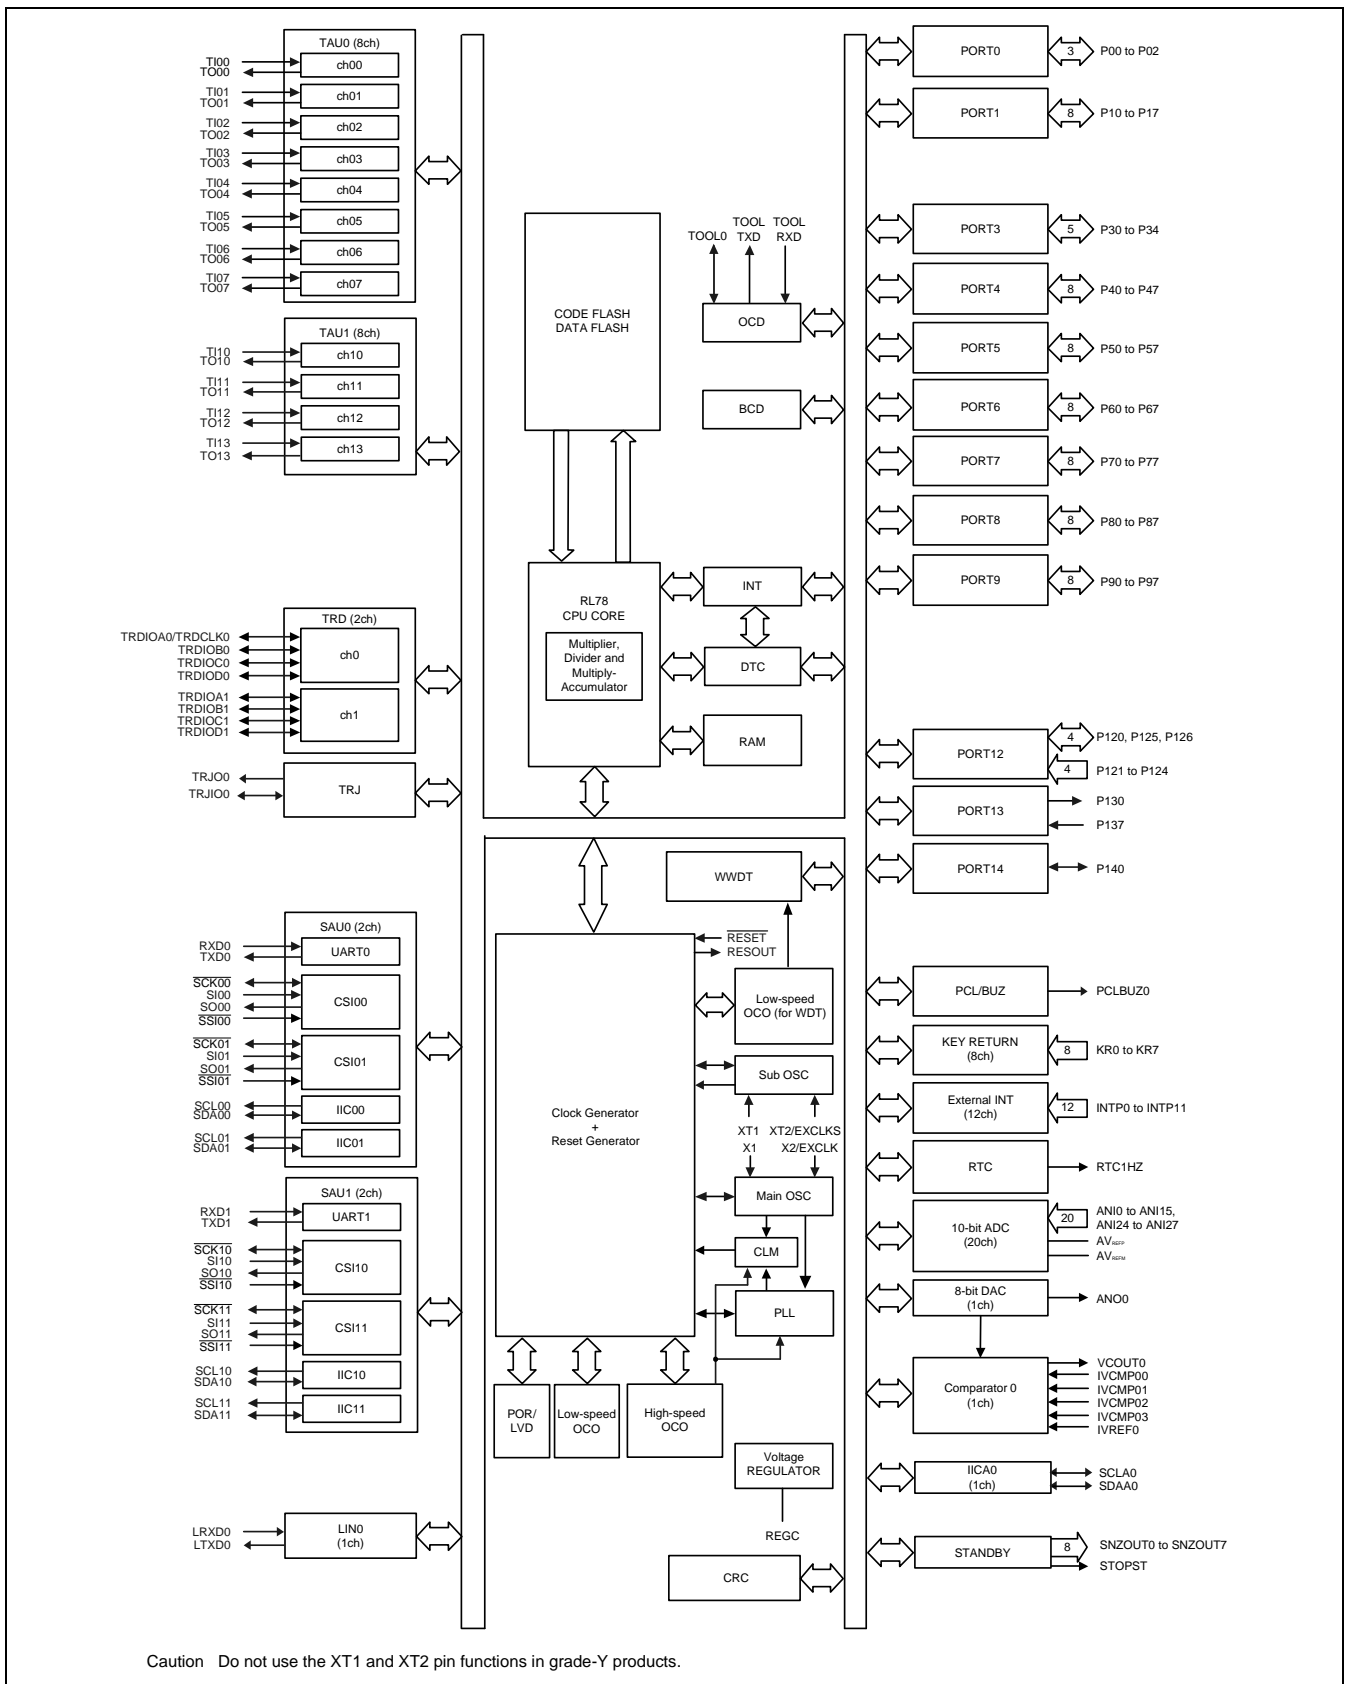 TAU0 (8ch)
TI00
TO00
ch00
TI01
TO01
ch01
TI02
TO02
ch02
TI03
TO03
ch03
TI04
TO04
ch04
TI05
TO05
ch05
TI06
TO06
ch06
TI07
TO07
ch07
TAU1 (8ch)
TI10
TO10
ch10
TI11
TO11
ch11
TI12
TO12
ch12
TI13
TO13
ch13
TRD (2ch)
TRDIOA0/TRDCLK0
TRDIOB0
TRDIOC0
TRDIOD0
ch0
TRDIOA1
TRDIOB1
TRDIOC1
TRDIOD1
ch1
TRJO0
TRJIO0
TRJ
SAU0 (2ch)
RXD0
TXD0
UART0
SCK00
SI00
SO00
SSI00
CSI00
SCK01
SI01
SO01
SSI01
CSI01
SCL00
SDA00
IIC00
SCL01
SDA01
IIC01
SAU1 (2ch)
RXD1
TXD1
UART1
SCK10
SI10
SO10
SSI10
CSI10
SCK11
SI11
SO11
SSI11
CSI11
SCL10
SDA10
IIC10
SCL11
SDA11
IIC11
LRXD0
LTXD0
LIN0
(1ch)
CODE FLASH
DATA FLASH
TOOL0
TOOL
TXD
TOOL
RXD
OCD
BCD
RL78
CPU CORE
Multiplier,
Divider and
Multiply-
Accumulator
INT
DTC
RAM
WWDT
RESET
RESOUT
Low-speed
OCO (for WDT)
Sub OSC
Clock Generator
+
Reset Generator
XT1
XT2/EXCLKS
X1
X2/EXCLK
Main OSC
CLM
PLL
POR/
LVD
Low-speed
OCO
High-speed
OCO
Voltage
REGULATOR
REGC
CRC
PORT0
3
P00 to P02
PORT1
8
P10 to P17
PORT3
5
P30 to P34
PORT4
8
P40 to P47
PORT5
8
P50 to P57
PORT6
8
P60 to P67
PORT7
8
P70 to P77
PORT8
8
P80 to P87
PORT9
8
P90 to P97
PORT12
4
P120, P125, P126
4
P121 to P124
PORT13
P130
P137
PORT14
P140
PCL/BUZ
PCLBUZ0
KEY RETURN
(8ch)
8
KR0 to KR7
External INT
(12ch)
12
INTP0 to INTP11
RTC
RTC1HZ
10-bit ADC
(20ch)
20
ANI0 to ANI15,
ANI24 to ANI27
AVREFP
AVREFM
8-bit DAC
(1ch)
ANO0
Comparator 0
(1ch)
VCOUT0
IVCMP00
IVCMP01
IVCMP02
IVCMP03
IVREF0
IICA0
(1ch)
SCLA0
SDAA0
STANDBY
8
SNZOUT0 to SNZOUT7
STOPST
Caution Do not use the XT1 and XT2 pin functions in grade-Y products.